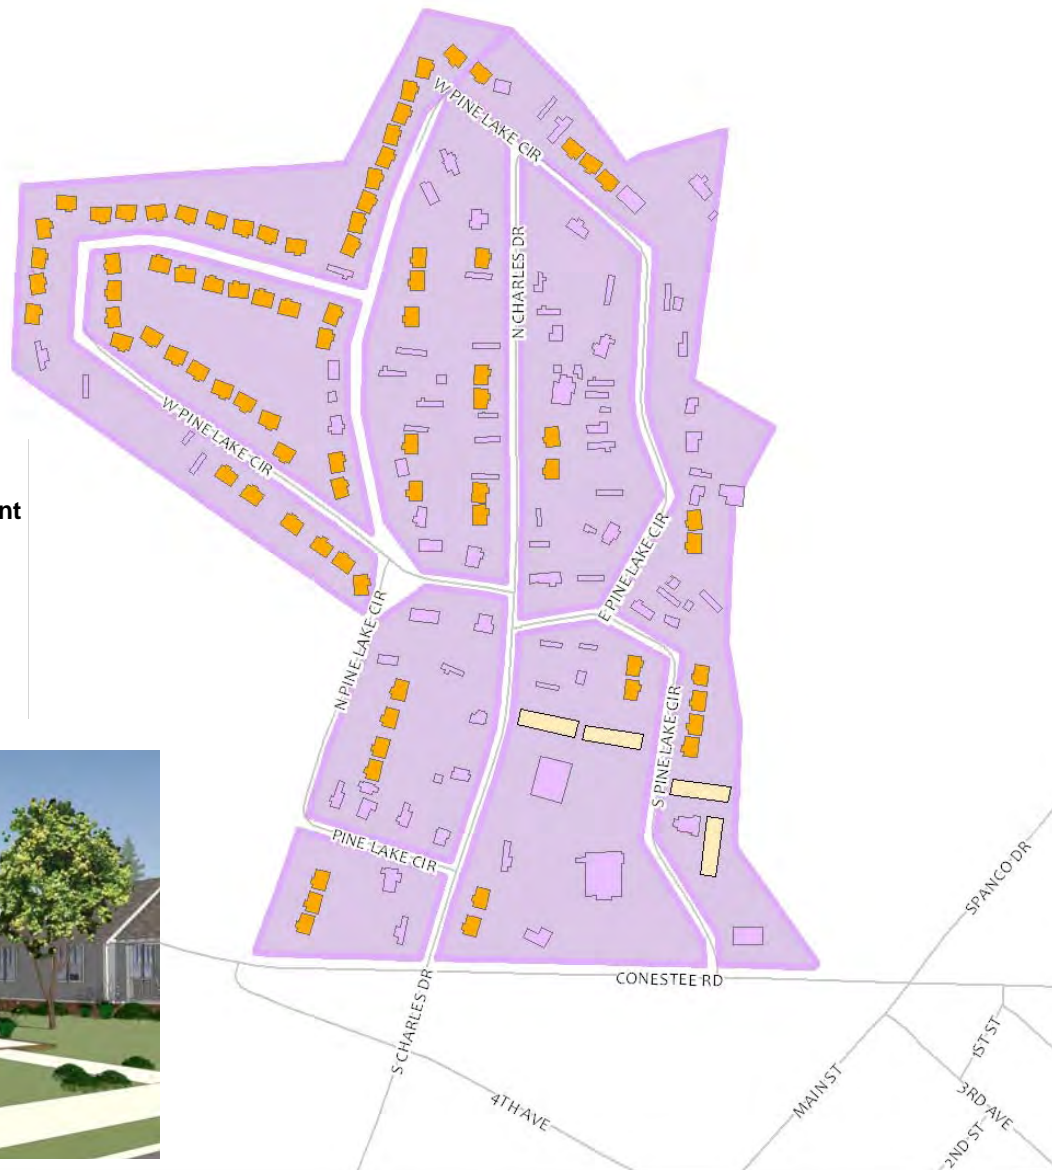 W PINE LAKE CIR
N CHARLES DR
W PINE LAKE CIR
nt
E PINE LAKE CIR
N PINE LAKE CIR
S PINE LAKE CIR
PINE LAKE CIR
SPANCO DR
CONESTEE RD
S CHARLES DR
1ST ST
MAIN ST
4TH AVE
3RD AVE
2ND ST